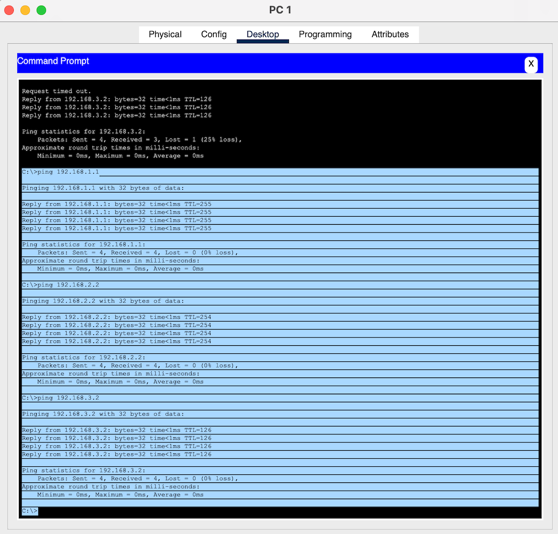 PC 1
Physical Config Desktop Programming Attributes
Command Prompt
X
Request timed out.
Reply from 192.168.3.2: bytes=32 time<1ms TTL=126
Reply from 192.168.3.2: bytes=32 time<1ms TTL=126
Reply from 192.168.3.2: bytes=32 time<1ms TTL=126
Ping statistics for 192.168.3.2:
Packets: Sent = 4, Received = 3, Lost = 1 (25% loss),
Approximate round trip times in milli-seconds:
Minimum = 0ms, Maximum = 0ms, Average = 0ms
C:\>ping 192.168.1.1
Pinging 192.168.1.1 with 32 bytes of data:
Reply from 192.168.1.1: bytes=32 time<1ms TTL=255
Reply from 192.168.1.1: bytes=32 time<1ms TTL=255
Reply from 192.168.1.1: bytes=32 time<1ms TTL=255
Reply from 192.168.1.1: bytes=32 time<1ms TTL=255
Ping statistics for 192.168.1.1:
Packets: Sent = 4, Received = 4, Lost = 0 (0% loss),
Approximate round trip times in milli-seconds:
Minimum = 0ms, Maximum = 0ms, Average = 0ms
C:\>ping 192.168.2.2
Pinging 192.168.2.2 with 32 bytes of data:
Reply from 192.168.2.2: bytes=32 time<1ms TTL=254
Reply from 192.168.2.2: bytes=32 time<1ms TTL=254
Reply from 192.168.2.2: bytes=32 time<1ms TTL=254
Reply from 192.168.2.2: bytes=32 time<1ms TTL=254
Ping statistics for 192.168.2.2:
Packets: Sent = 4, Received = 4, Lost = 0 (0% loss),
Approximate round trip times in milli-seconds:
Minimum = 0ms, Maximum = 0ms, Average = 0ms
C:\>ping 192.168.3.2
Pinging 192.168.3.2 with 32 bytes of data:
Reply from 192.168.3.2: bytes=32 time<1ms TTL=126
Reply from 192.168.3.2: bytes=32 time<1ms TTL=126
Reply from 192.168.3.2: bytes=32 time<1ms TTL=126
Reply from 192.168.3.2: bytes=32 time<1ms TTL=126
Ping statistics for 192.168.3.2:
Packets: Sent = 4, Received = 4, Lost = 0 (0% loss),
Approximate round trip times in milli-seconds:
Minimum = 0ms, Maximum = 0ms, Average = 0ms
C:\>